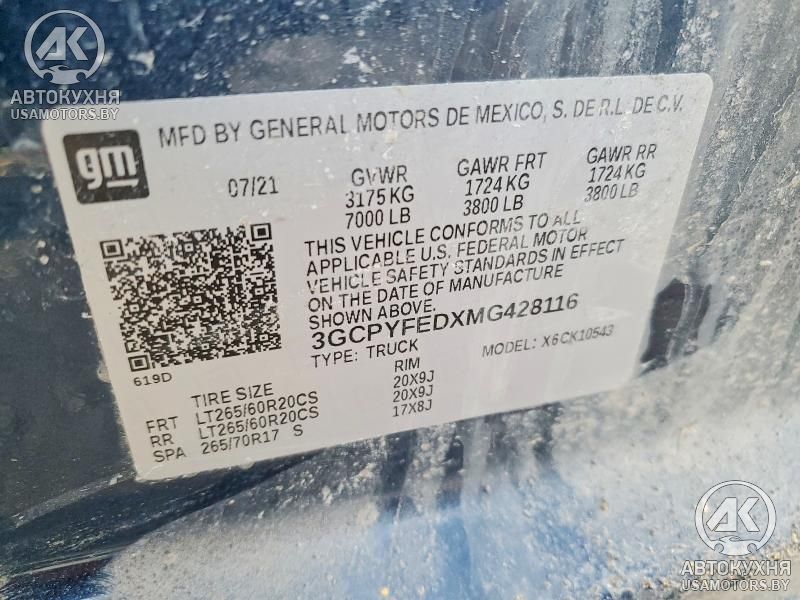 AK
АВТОКУХНЯ
USAMOTORS.BY
gm
MFD BY GENERAL MOTORS DE MEXICO, S. DE R.L. DE C.V.
07/21
GVWR GAWR FRT GAWR RR
3175 KG 1724 KG 1724 KG
7000 LB 3800 LB 3800 LB
THIS VEHICLE CONFORMS TO ALL
APPLICABLE U.S. FEDERAL MOTOR
VEHICLE SAFETY STANDARDS IN EFFECT
ON THE DATE OF MANUFACTURE
SHOWN ABOVE.
3GCPYFEDXMG428116
TYPE: TRUCK MODEL: X6CK10543
619D
TIRE SIZE RIM
FRT LT265/60R20CS 20X9J
RR LT265/60R20CS 20X9J
SPA 265/70R17 S 17X8J
AK
АВТОКУХНЯ
USAMOTORS.BY